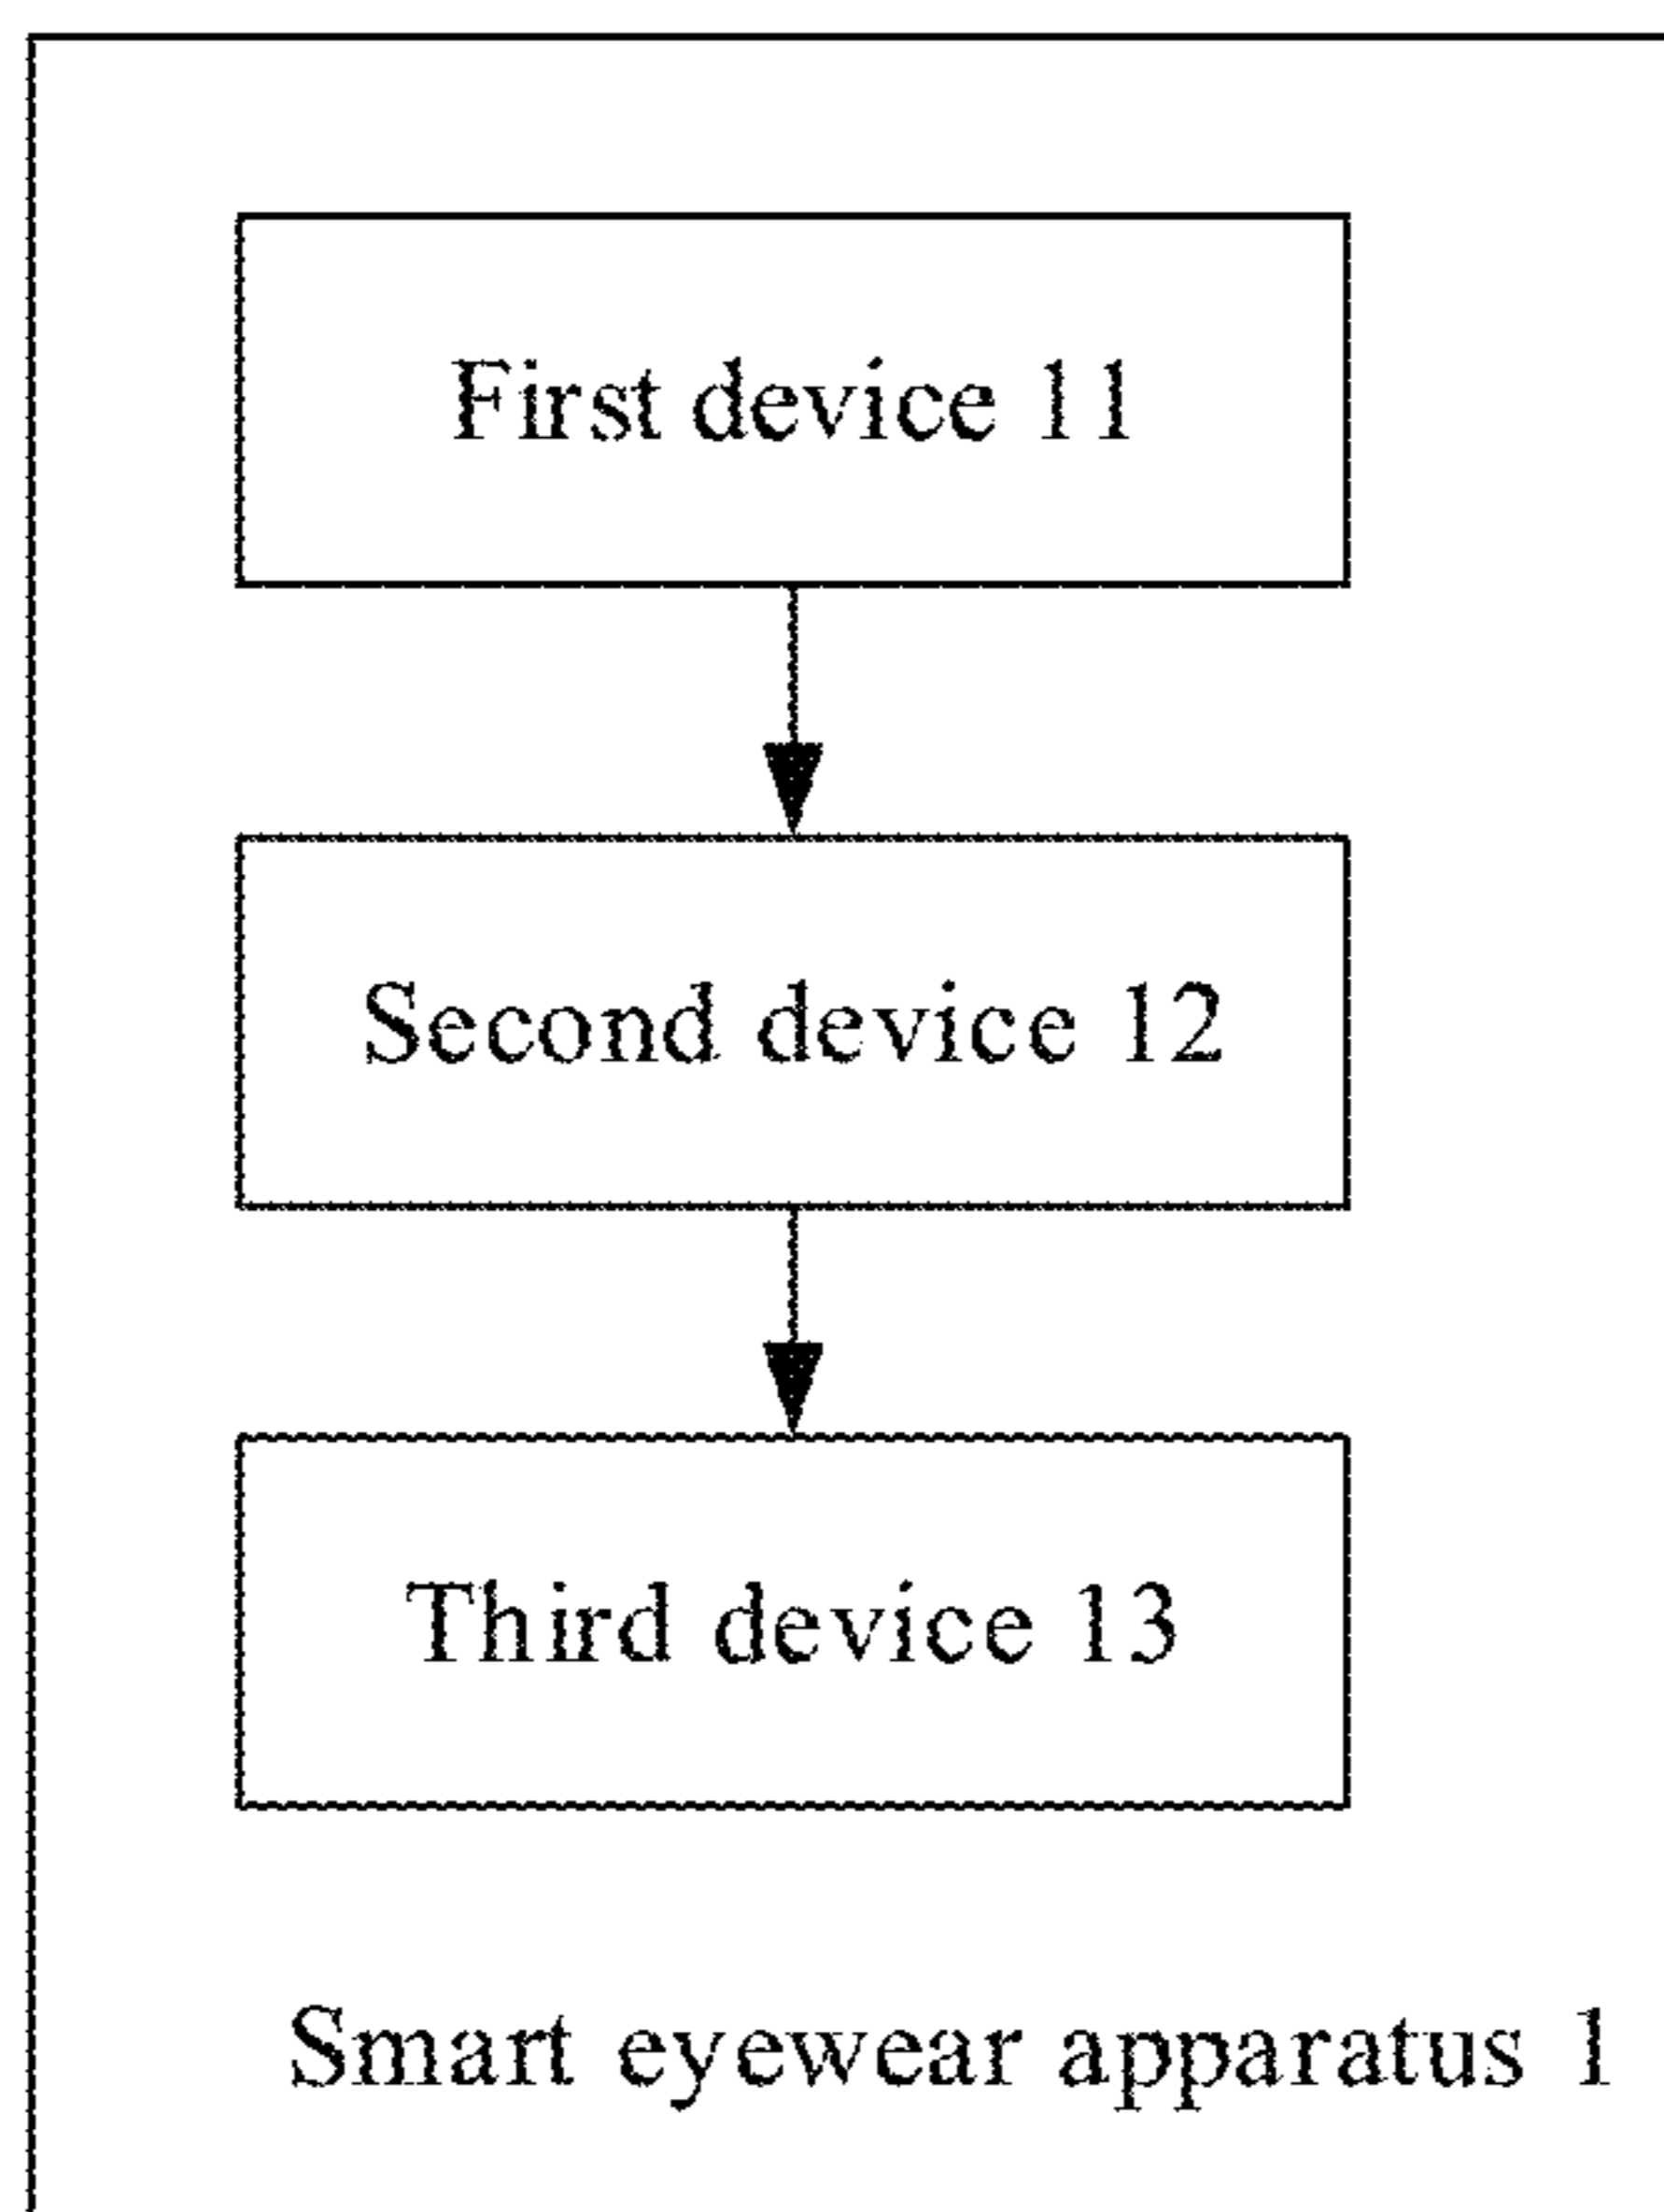 First device 11
Second device 12
Third device 13
Smart eyewear apparatus 1